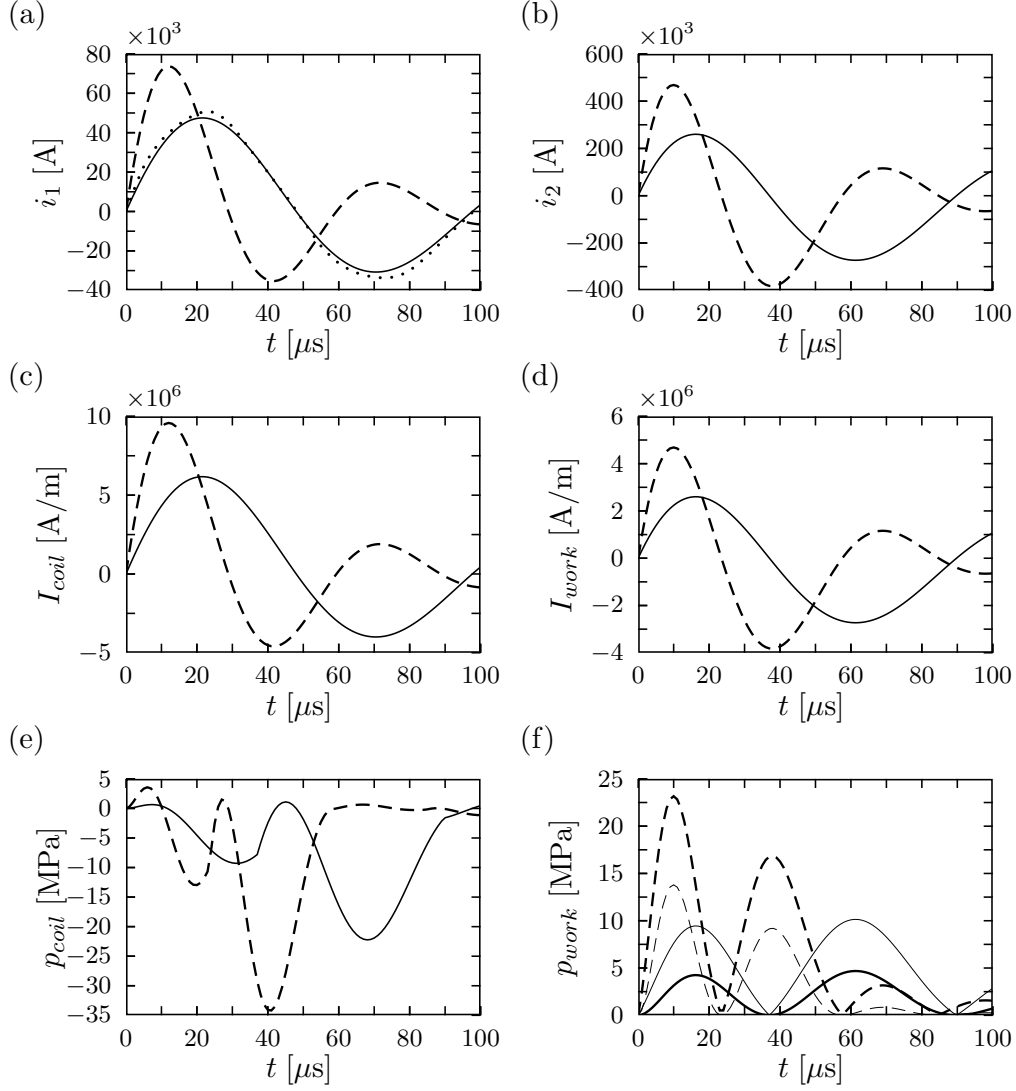 (a)
×10³
80
60
40
20
0
−20
−40
i₁ [A]
0 20 40 60 80 100
t [μs]
(b)
×10³
600
400
200
0
−200
−400
i₂ [A]
0 20 40 60 80 100
t [μs]
(c)
×10⁶
10
5
0
−5
I_coil [A/m]
0 20 40 60 80 100
t [μs]
(d)
×10⁶
6
4
2
0
−2
−4
I_work [A/m]
0 20 40 60 80 100
t [μs]
(e)
5
0
−5
−10
−15
−20
−25
−30
−35
p_coil [MPa]
0 20 40 60 80 100
t [μs]
(f)
25
20
15
10
5
0
p_work [MPa]
0 20 40 60 80 100
t [μs]